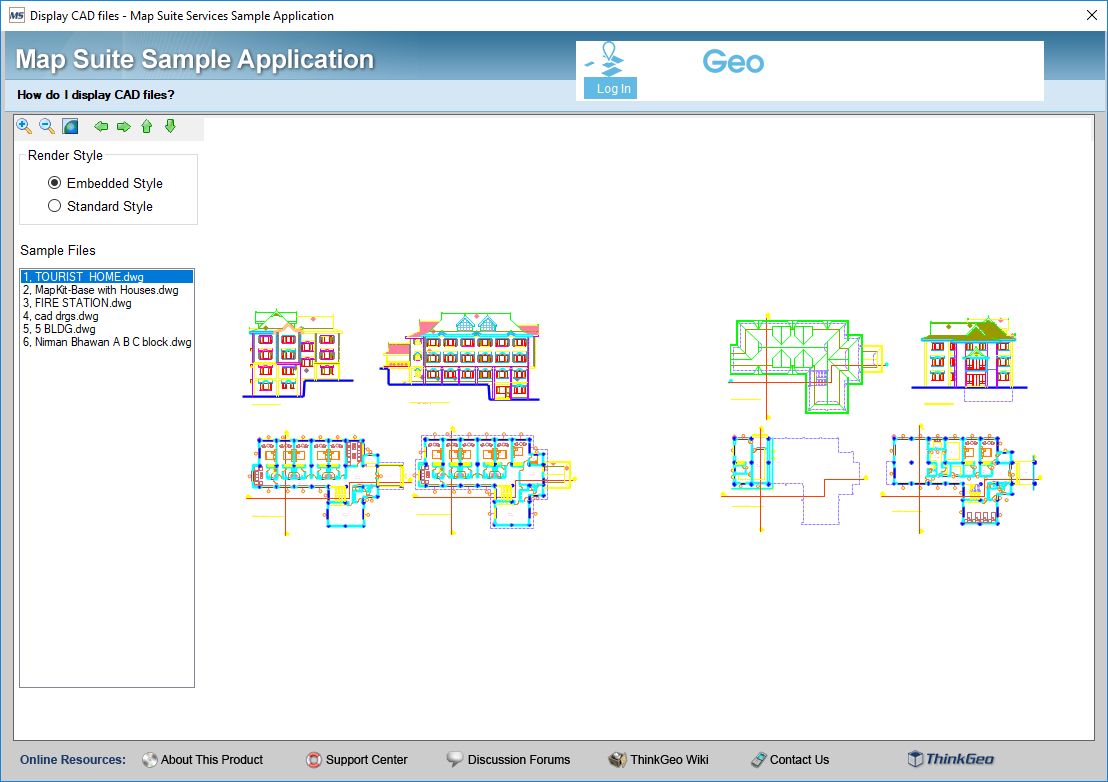 MS Display CAD files - Map Suite Services Sample Application
Map Suite Sample Application
Geo
Log In
How do I display CAD files?
Render Style
Embedded Style
Standard Style
Sample Files
1, TOURIST HOME.dwg
2, MapKit-Base with Houses.dwg
3, FIRE STATION.dwg
4, cad drgs.dwg
5, 5 BLDG.dwg
6, Niman Bhawan A B C block.dwg
Online Resources: About This Product Support Center Discussion Forums ThinkGeo Wiki Contact Us ThinkGeo